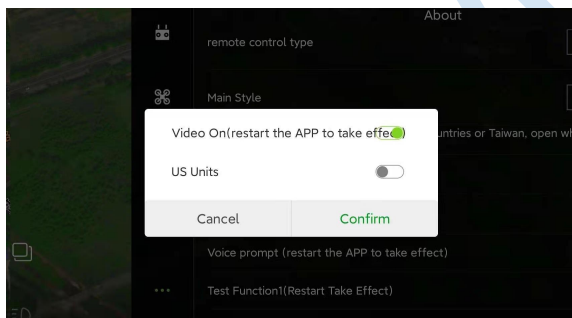 About
remote control type
Main Style
Video On(restart the APP to take effect)
untries or Taiwan, open wh
US Units
Cancel
Confirm
Voice prompt (restart the APP to take effect)
Test Function1(Restart Take Effect)